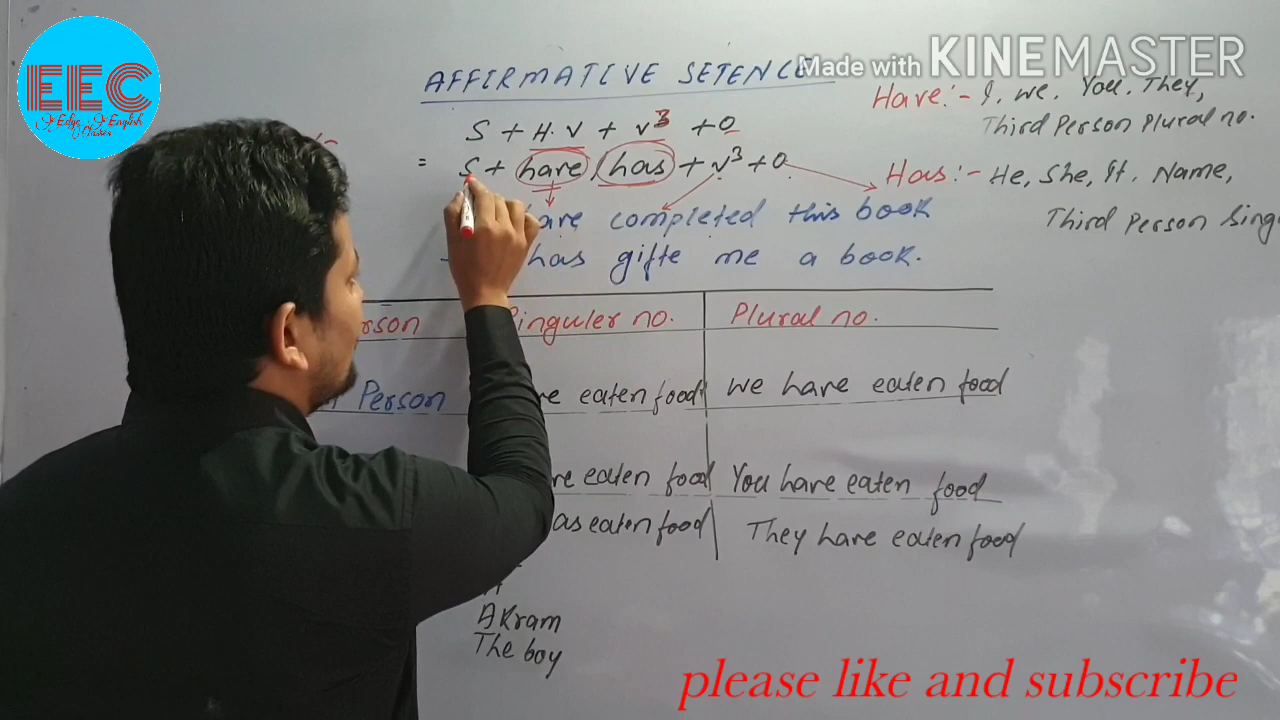 EEC
Made with KINEMASTER
AFFIRMATIVE SETENCE
S + H.V + v³ + O
= S + have / has + v³ + O
Have:- I, We, You, They,
Third Person Plural no.
Has:- He, She, It, Name,
Third Person Sing
are completed this book
has gifte me a book.
Singuler no. Plural no.
Person eaten food We have eaten food
eaten food You have eaten food
eaten food They have eaten food
Akram
The boy
please like and subscribe